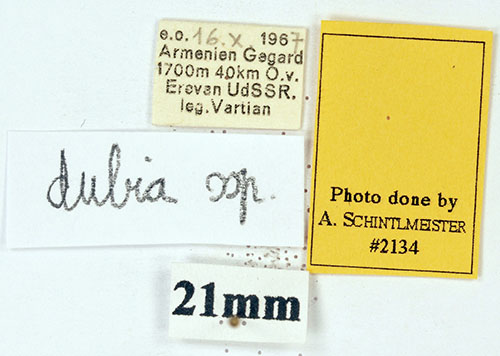 e.o. 16.X. 1967
Armenien Gegard
1700m 40km O.v.
Erevan UdSSR.
leg. Vartian
dubia ssp.
Photo done by
A. SCHINTLMEISTER
#2134
21mm